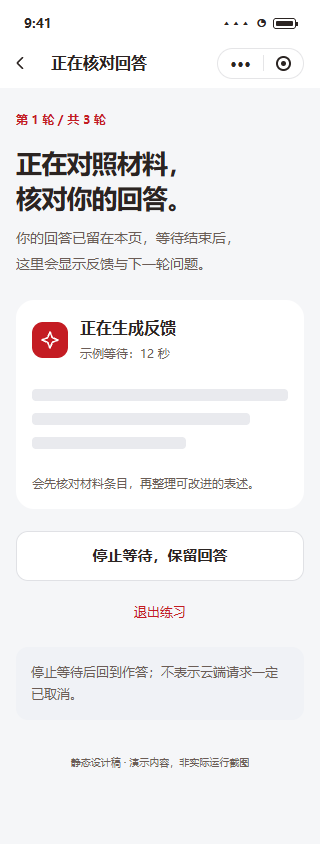 9:41
正在核对回答
第 1 轮 / 共 3 轮
正在对照材料，
核对你的回答。
你的回答已留在本页，等待结束后，
这里会显示反馈与下一轮问题。
正在生成反馈
示例等待：12 秒
会先核对材料条目，再整理可改进的表述。
停止等待，保留回答
退出练习
停止等待后回到作答；不表示云端请求一定
已取消。
静态设计稿 · 演示内容，非实际运行截图